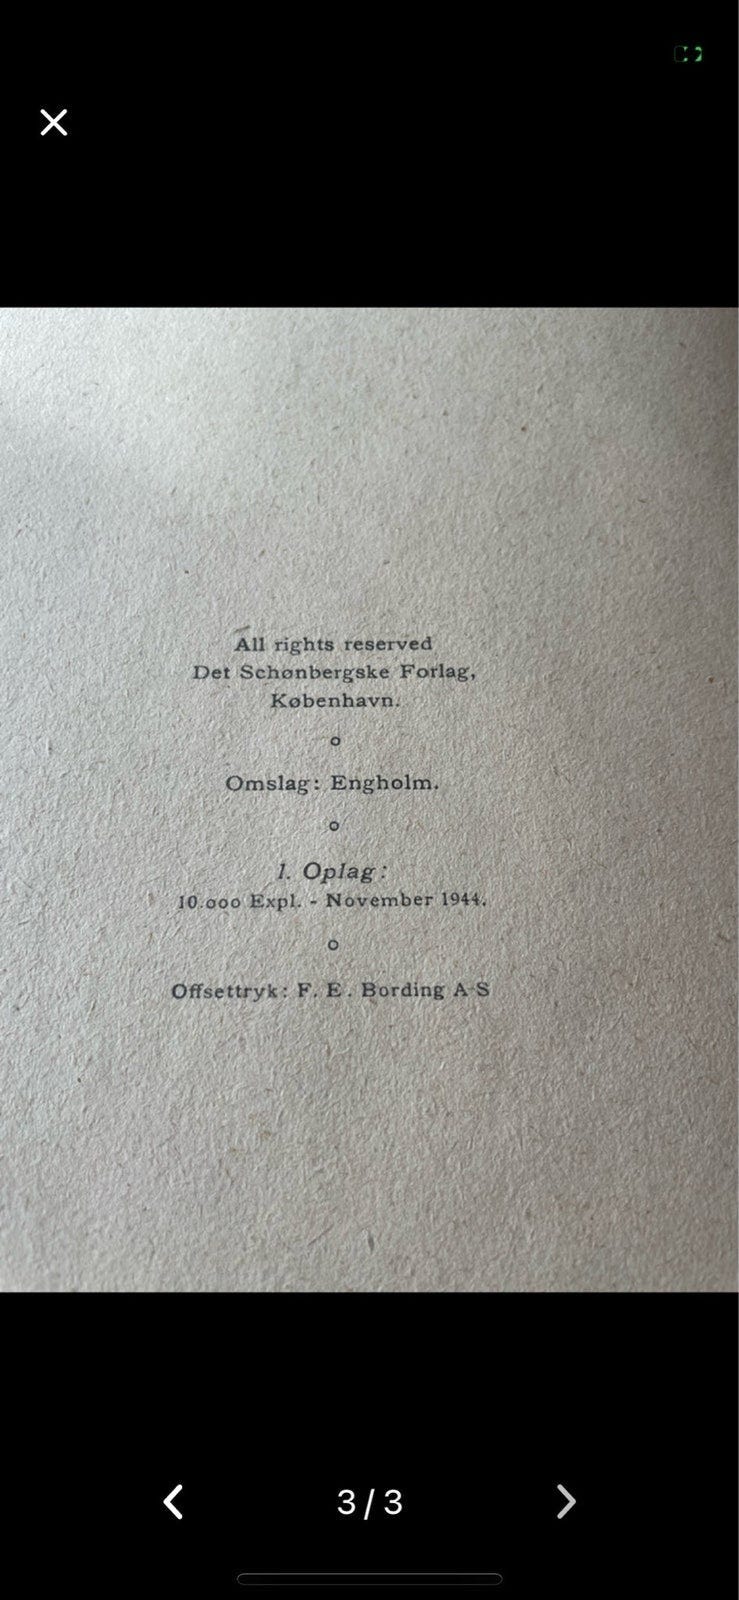 All rights reserved
Det Schønbergske Forlag,
København.
o
Omslag: Engholm.
o
1. Oplag:
10.000 Expl. - November 1944.
o
Offsettryk: F. E. Bording A-S
3/3